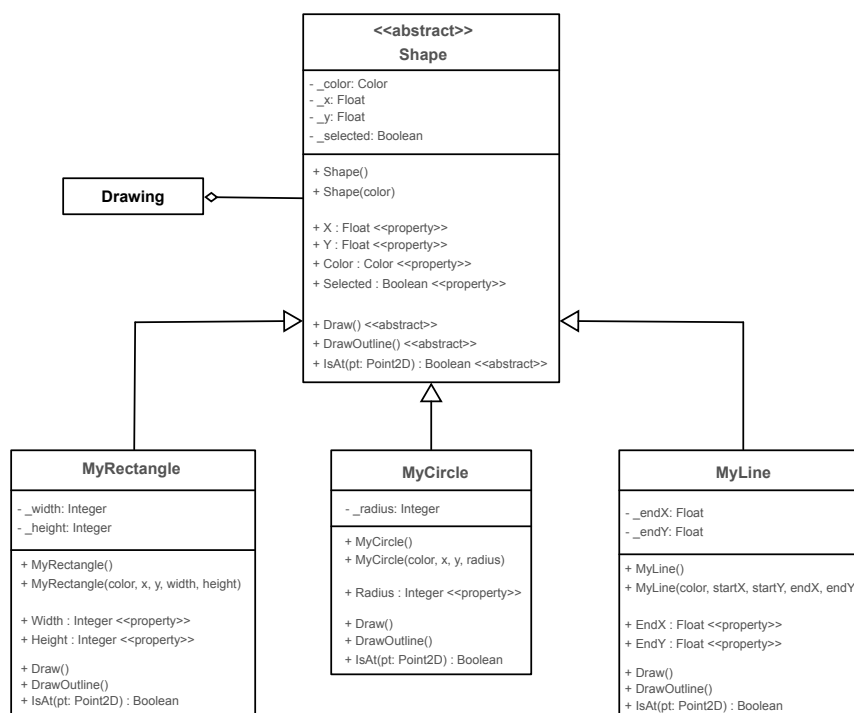 <<abstract>>
Shape
- _color: Color
- _x: Float
- _y: Float
- _selected: Boolean
+ Shape()
+ Shape(color)
+ X : Float <<property>>
+ Y : Float <<property>>
+ Color : Color <<property>>
+ Selected : Boolean <<property>>
+ Draw() <<abstract>>
+ DrawOutline() <<abstract>>
+ IsAt(pt: Point2D) : Boolean <<abstract>>
Drawing
MyRectangle
- _width: Integer
- _height: Integer
+ MyRectangle()
+ MyRectangle(color, x, y, width, height)
+ Width : Integer <<property>>
+ Height : Integer <<property>>
+ Draw()
+ DrawOutline()
+ IsAt(pt: Point2D) : Boolean
MyCircle
- _radius: Integer
+ MyCircle()
+ MyCircle(color, x, y, radius)
+ Radius : Integer <<property>>
+ Draw()
+ DrawOutline()
+ IsAt(pt: Point2D) : Boolean
MyLine
- _endX: Float
- _endY: Float
+ MyLine()
+ MyLine(color, startX, startY, endX, endY
+ EndX : Float <<property>>
+ EndY : Float <<property>>
+ Draw()
+ DrawOutline()
+ IsAt(pt: Point2D) : Boolean